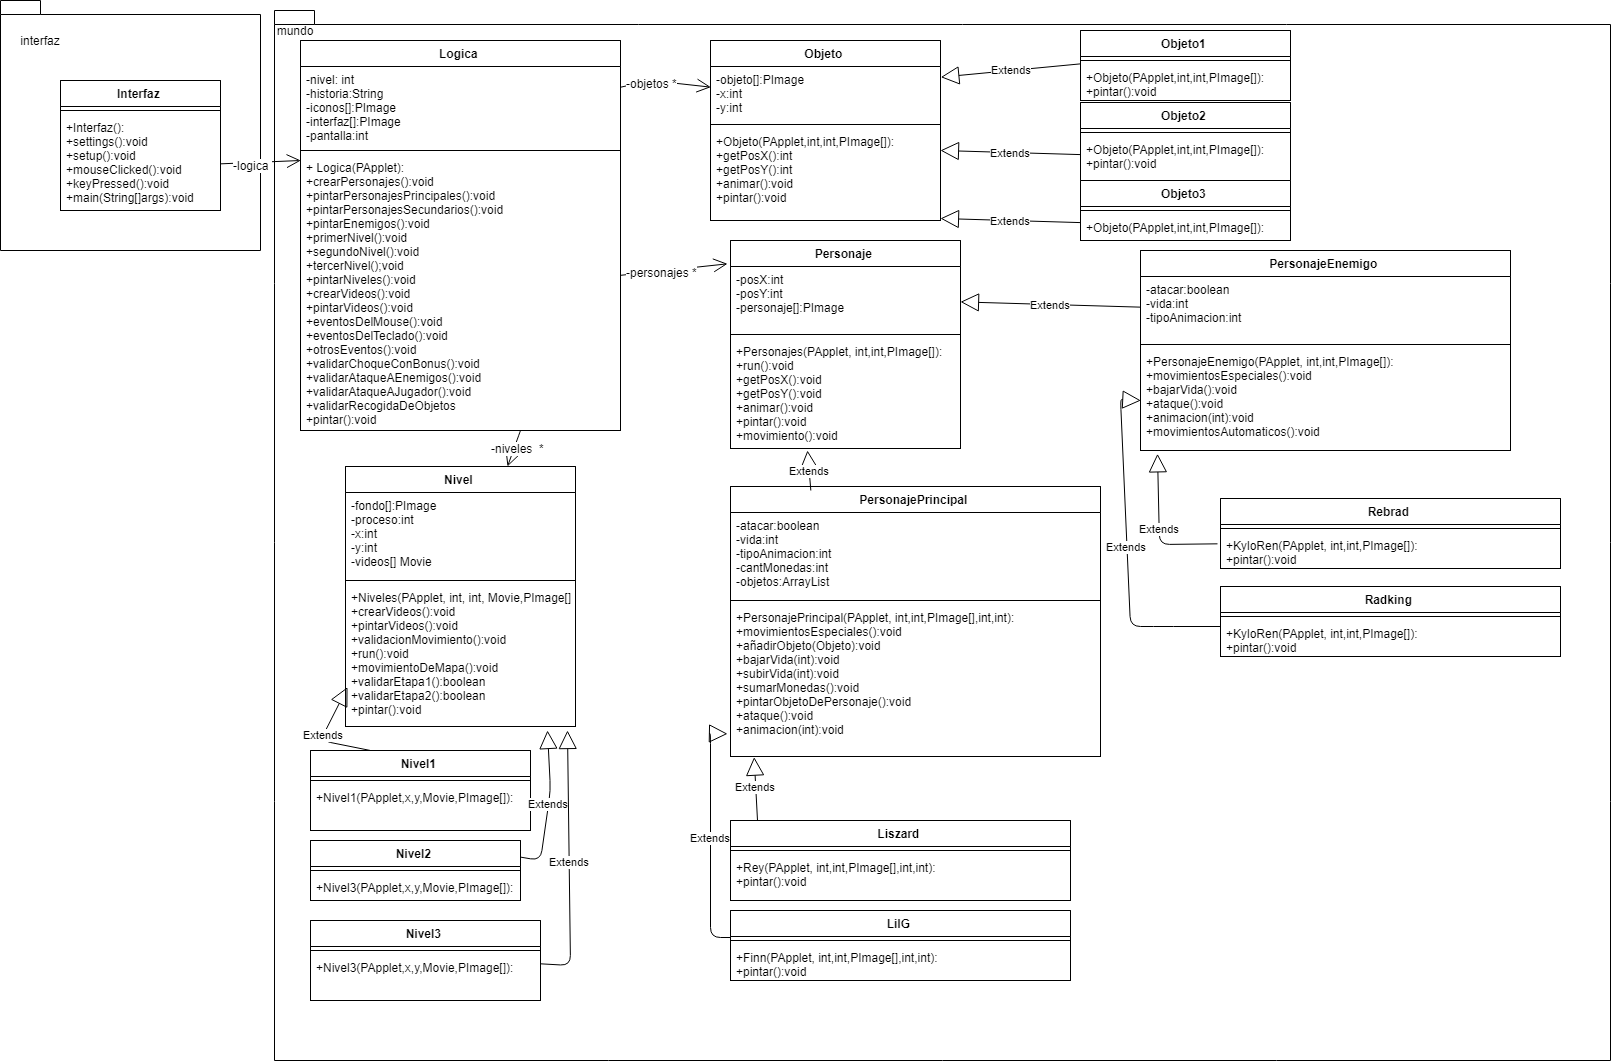 interfaz
Interfaz
+Interfaz():
+settings():void
+setup():void
+mouseClicked():void
+keyPressed():void
+main(String[]args):void
-logica
mundo
Logica
-nivel: int
-historia:String
-iconos[]:PImage
-interfaz[]:PImage
-pantalla:int
+ Logica(PApplet):
+crearPersonajes():void
+pintarPersonajesPrincipales():void
+pintarPersonajesSecundarios():void
+pintarEnemigos():void
+primerNivel():void
+segundoNivel():void
+tercerNivel();void
+pintarNiveles():void
+crearVideos():void
+pintarVideos():void
+eventosDelMouse():void
+eventosDelTeclado():void
+otrosEventos():void
+validarChoqueConBonus():void
+validarAtaqueAEnemigos():void
+validarAtaqueAJugador():void
+validarRecogidaDeObjetos
+pintar():void
-objetos *
-personajes *
-niveles *
Objeto
-objeto[]:PImage
-x:int
-y:int
+Objeto(PApplet,int,int,PImage[]):
+getPosX():int
+getPosY():int
+animar():void
+pintar():void
Extends
Extends
Extends
Objeto1
+Objeto(PApplet,int,int,PImage[]):
+pintar():void
Objeto2
+Objeto(PApplet,int,int,PImage[]):
+pintar():void
Objeto3
+Objeto(PApplet,int,int,PImage[]):
Personaje
-posX:int
-posY:int
-personaje[]:PImage
+Personajes(PApplet, int,int,PImage[]):
+run():void
+getPosX():void
+getPosY():void
+animar():void
+pintar():void
+movimiento():void
Extends
PersonajeEnemigo
-atacar:boolean
-vida:int
-tipoAnimacion:int
+PersonajeEnemigo(PApplet, int,int,PImage[]):
+movimientosEspeciales():void
+bajarVida():void
+ataque():void
+animacion(int):void
+movimientosAutomaticos():void
Extends
Extends
Rebrad
+KyloRen(PApplet, int,int,PImage[]):
+pintar():void
Radking
+KyloRen(PApplet, int,int,PImage[]):
+pintar():void
Extends
PersonajePrincipal
-atacar:boolean
-vida:int
-tipoAnimacion:int
-cantMonedas:int
-objetos:ArrayList
+PersonajePrincipal(PApplet, int,int,PImage[],int,int):
+movimientosEspeciales():void
+añadirObjeto(Objeto):void
+bajarVida(int):void
+subirVida(int):void
+sumarMonedas():void
+pintarObjetoDePersonaje():void
+ataque():void
+animacion(int):void
Extends
Extends
Liszard
+Rey(PApplet, int,int,PImage[],int,int):
+pintar():void
LilG
+Finn(PApplet, int,int,PImage[],int,int):
+pintar():void
Nivel
-fondo[]:PImage
-proceso:int
-x:int
-y:int
-videos[] Movie
+Niveles(PApplet, int, int, Movie,PImage[]
+crearVideos():void
+pintarVideos():void
+validacionMovimiento():void
+run():void
+movimientoDeMapa():void
+validarEtapa1():boolean
+validarEtapa2():boolean
+pintar():void
Extends
Nivel1
+Nivel1(PApplet,x,y,Movie,PImage[]):
Extends
Nivel2
+Nivel3(PApplet,x,y,Movie,PImage[]):
Extends
Nivel3
+Nivel3(PApplet,x,y,Movie,PImage[]):